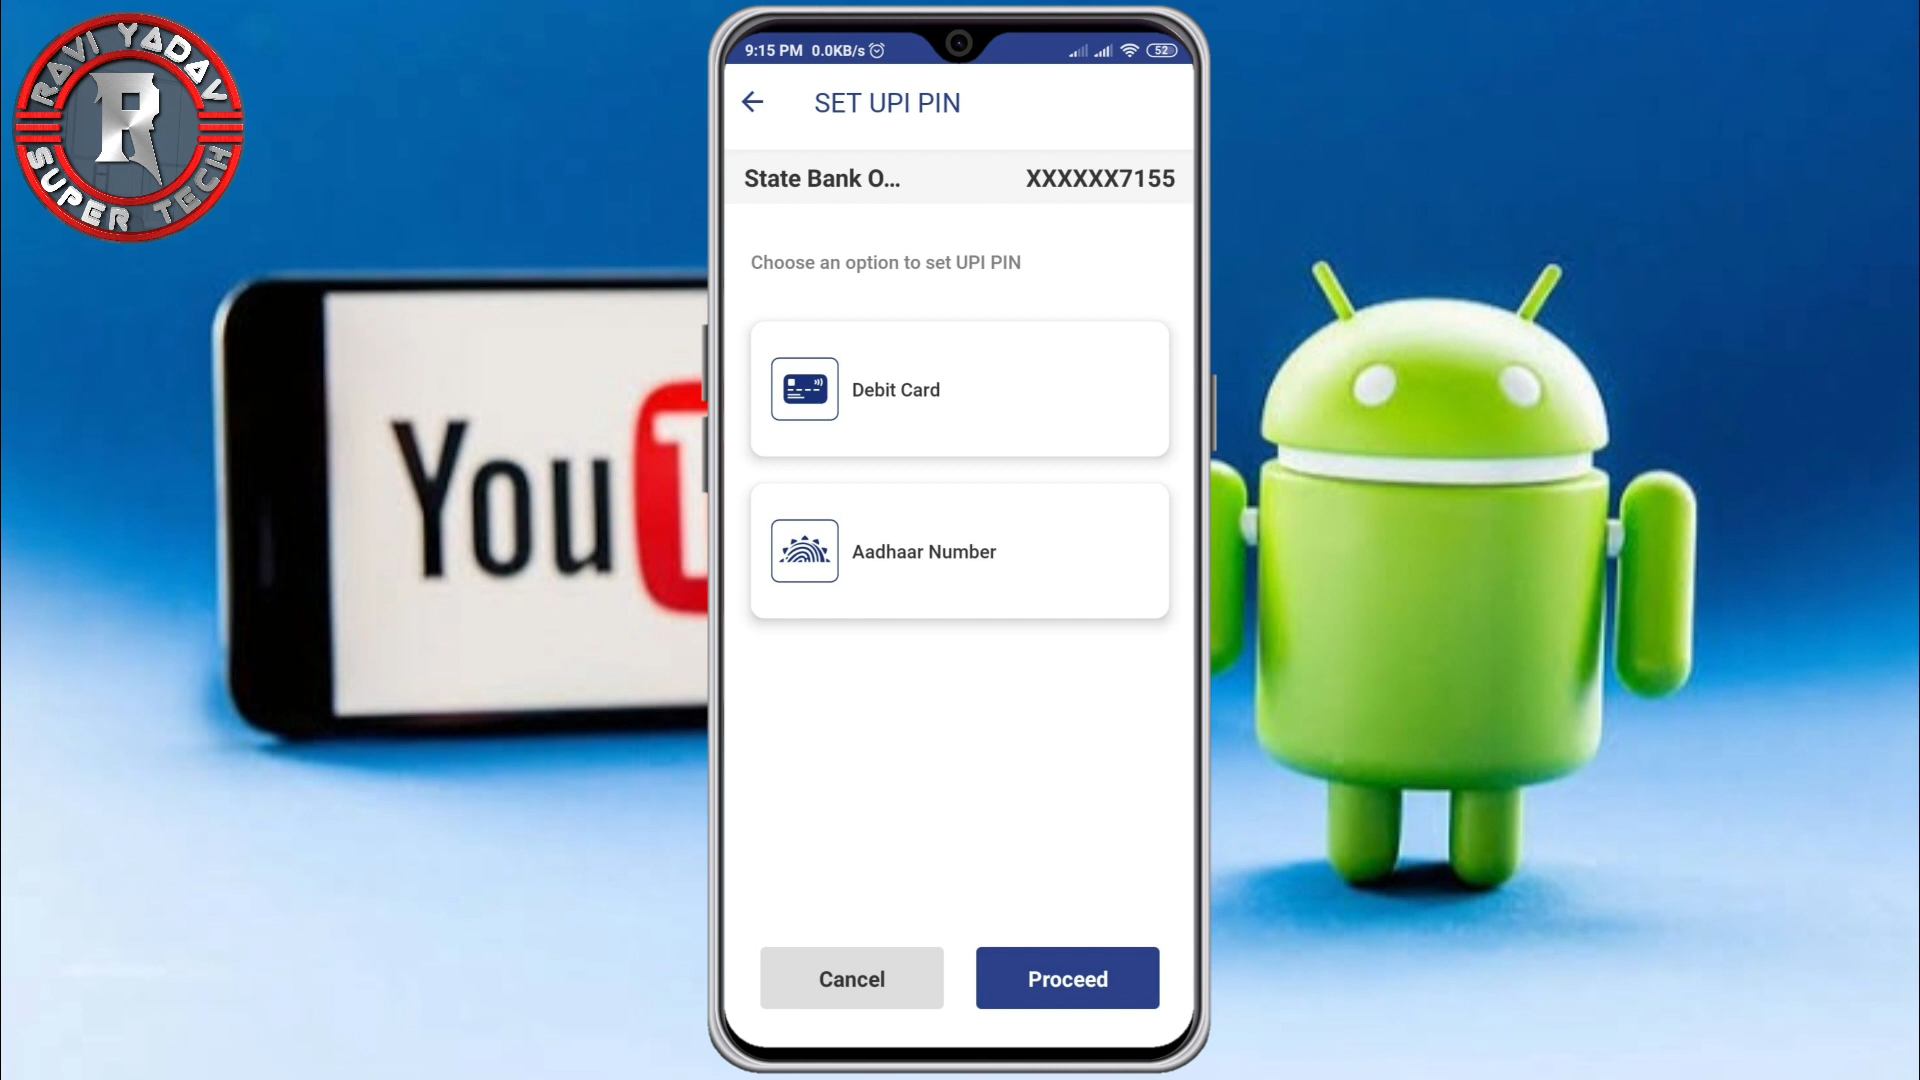 RAVI YADAV
SUPER TECH
R
9:15 PM 0.0KB/s
52
SET UPI PIN
State Bank O... XXXXXX7155
Choose an option to set UPI PIN
Debit Card
Aadhaar Number
Cancel Proceed
You